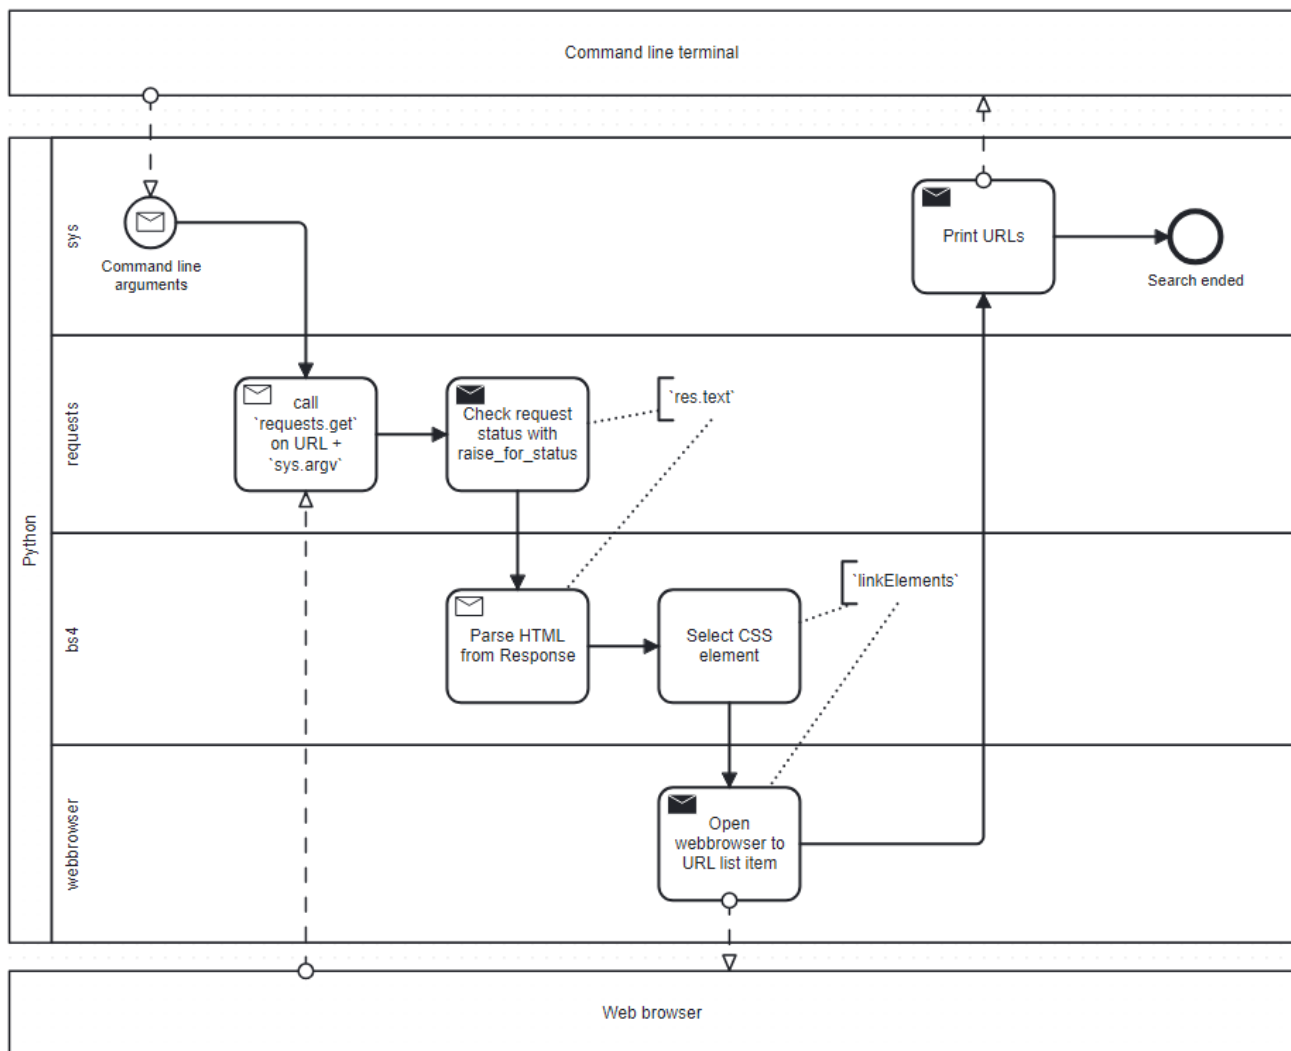 Command line terminal
Python
sys
Command line
arguments
Print URLs
Search ended
requests
call
`requests.get`
on URL +
`sys.argv`
Check request
status with
raise_for_status
`res.text`
bs4
Parse HTML
from Response
Select CSS
element
`linkElements`
webbrowser
Open
webbrowser to
URL list item
Web browser